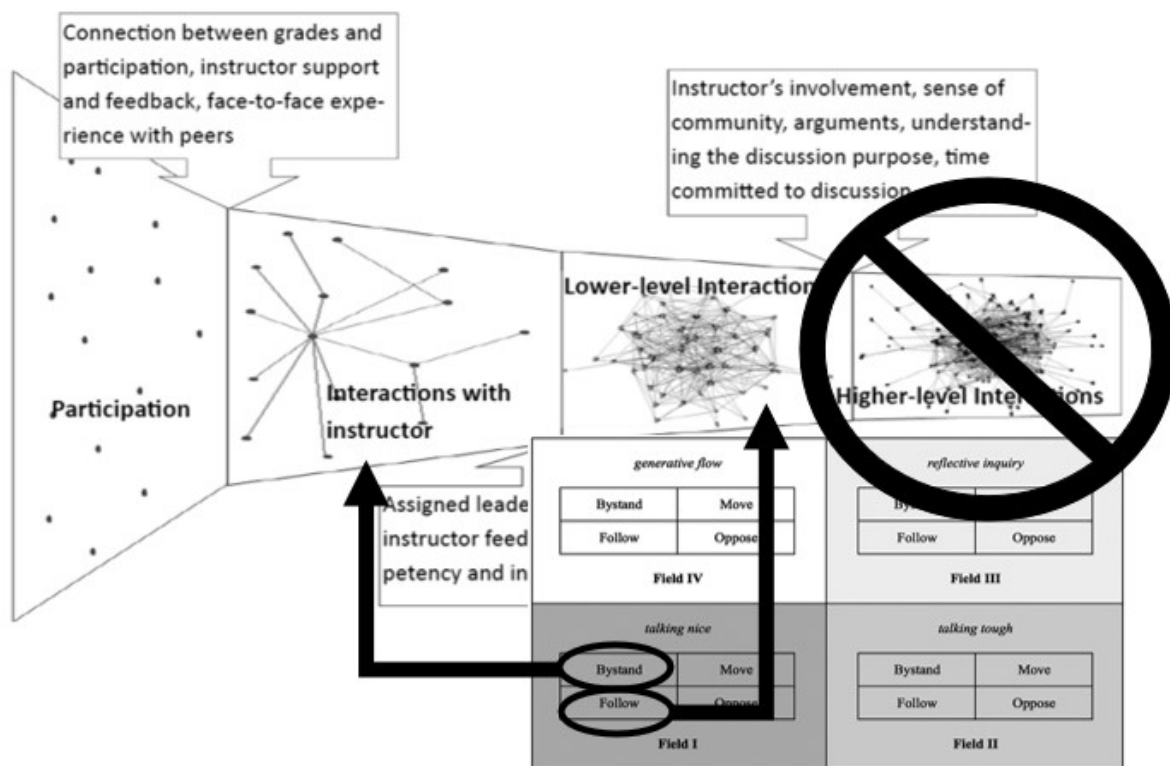 Connection between grades and
participation, instructor support
and feedback, face-to-face expe-
rience with peers
Instructor's involvement, sense of
community, arguments, understand-
ing the discussion purpose, time
committed to discussion
Participation
Interactions with
instructor
Lower-level Interaction
Higher-level Inter tions
Assigned leade
instructor feed
petency and in
generative flow
Bystand
Move
Follow
Oppose
Field IV
reflective inquiry
Follow
Oppose
Field III
talking nice
Bystand
Move
Follow
Oppose
Field I
talking tough
Bystand
Move
Follow
Oppose
Field II